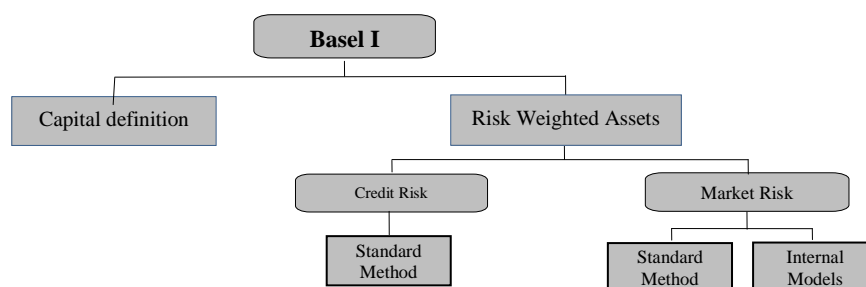 Basel I
Capital definition
Risk Weighted Assets
Credit Risk
Market Risk
Standard
Method
Standard
Method
Internal
Models